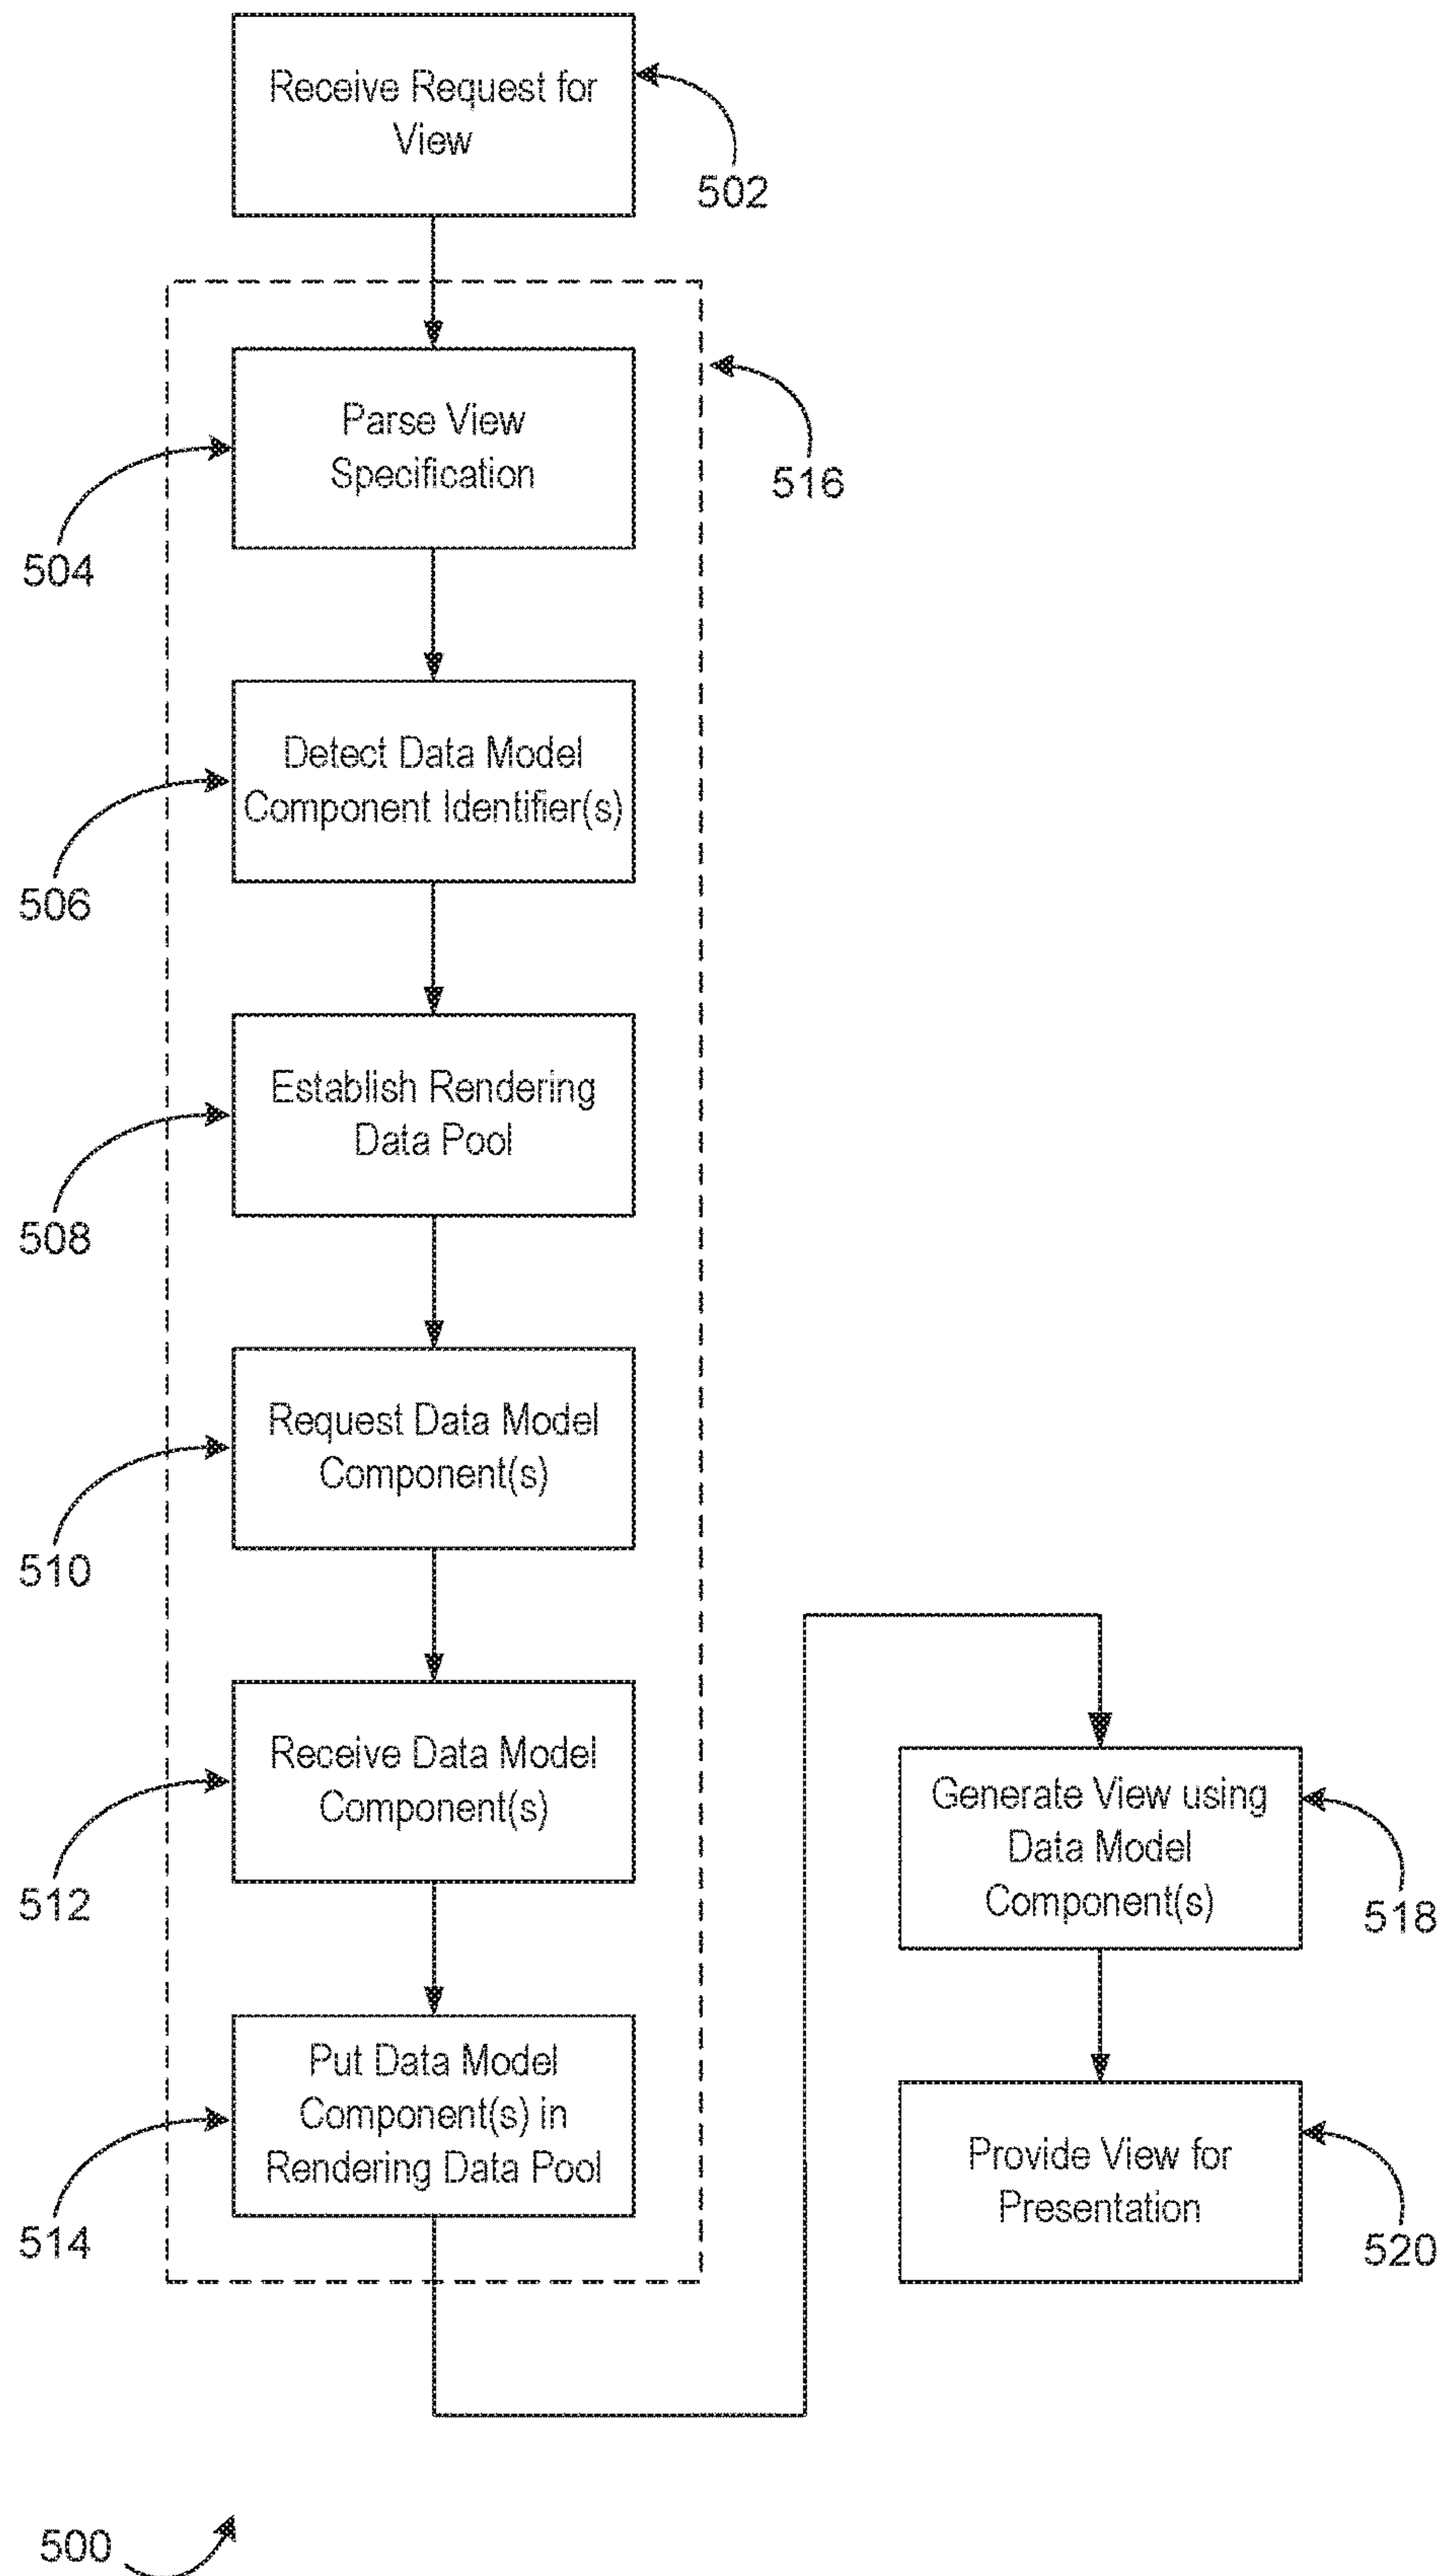 Receive Request for
View
502
516
Parse View
Specification
504
Detect Data Model
Component Identifier(s)
506
Establish Rendering
Data Pool
508
Request Data Model
Component(s)
510
Receive Data Model
Component(s)
512
Put Data Model
Component(s) in
Rendering Data Pool
514
Generate View using
Data Model
Component(s)
518
Provide View for
Presentation
520
500